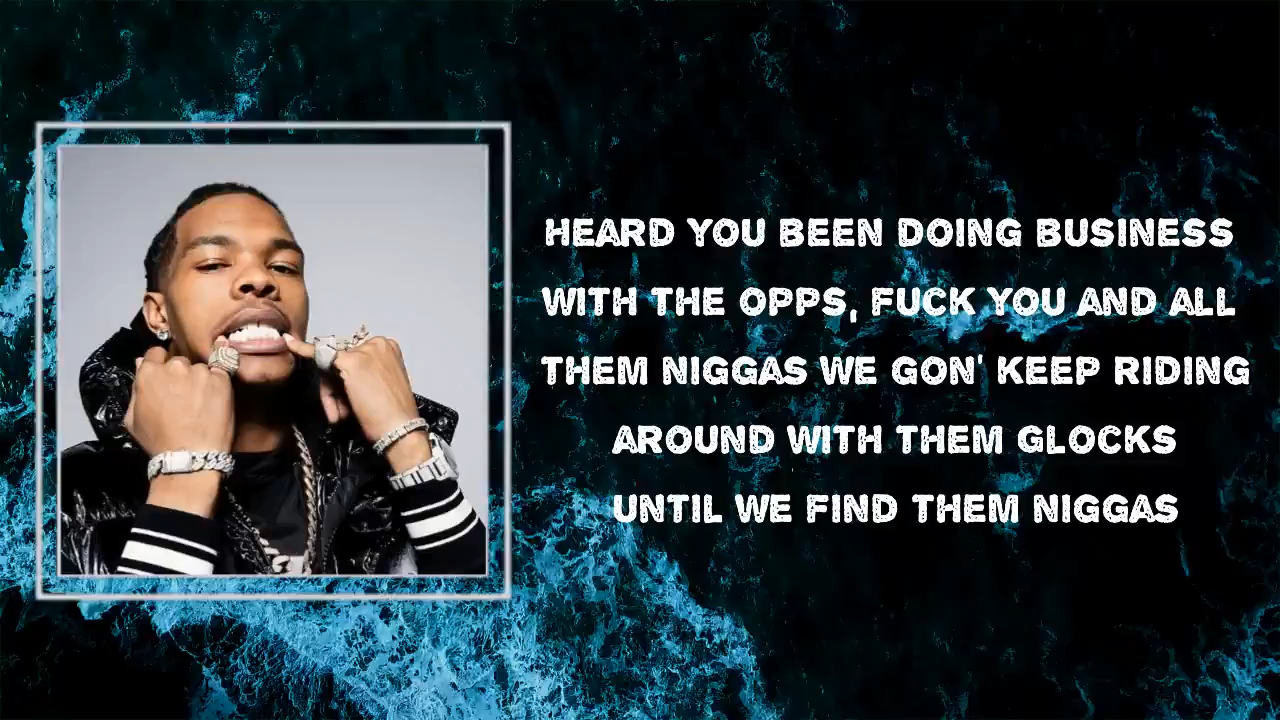 HEARD YOU BEEN DOING BUSINESS
WITH THE OPPS, FUCK YOU AND ALL
THEM NIGGAS WE GON' KEEP RIDING
AROUND WITH THEM GLOCKS
UNTIL WE FIND THEM NIGGAS